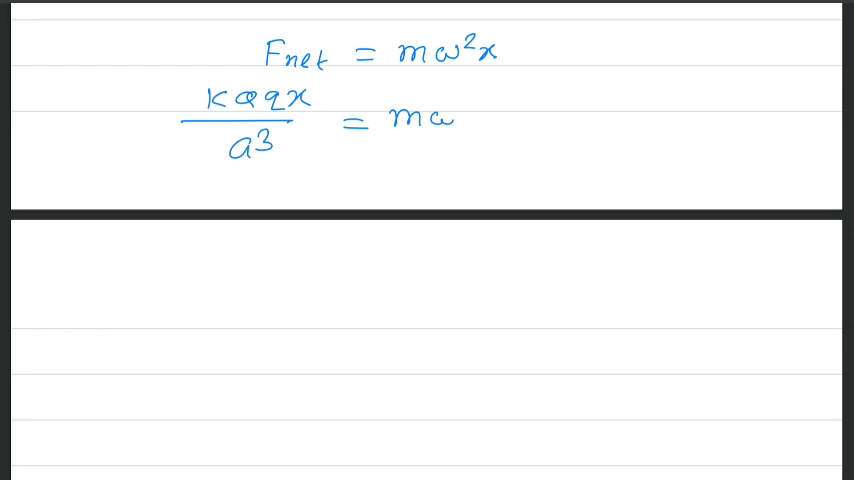 Fnet = mω²x
KQqx / a³ = mω